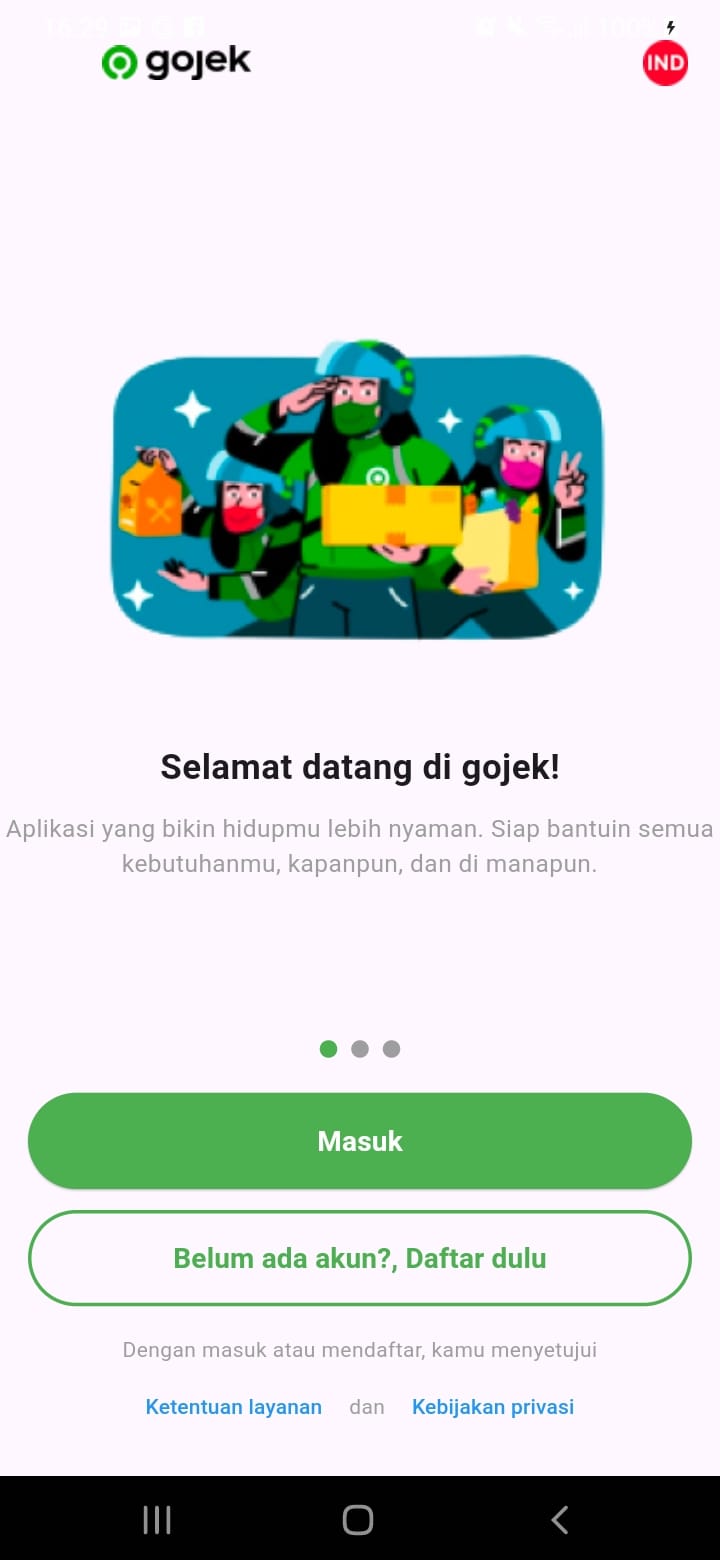 16:29 100%
gojek
IND
Selamat datang di gojek!
Aplikasi yang bikin hidupmu lebih nyaman. Siap bantuin semua
kebutuhanmu, kapanpun, dan di manapun.
Masuk
Belum ada akun?, Daftar dulu
Dengan masuk atau mendaftar, kamu menyetujui
Ketentuan layanan dan Kebijakan privasi